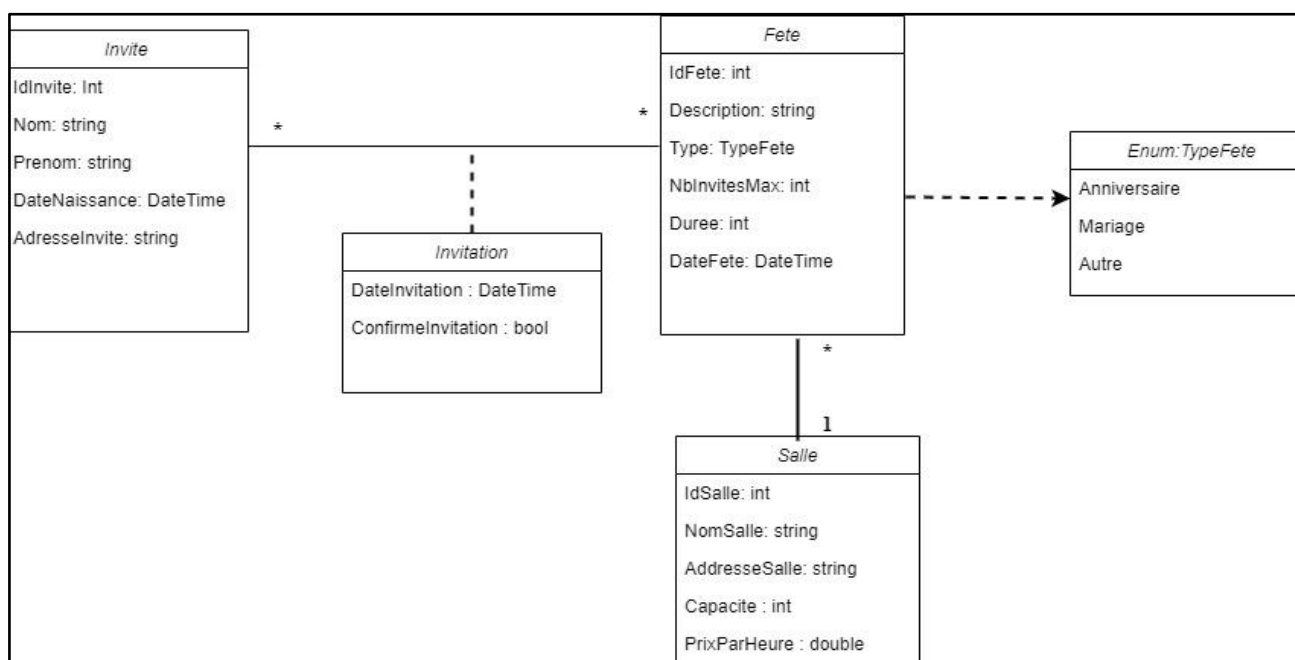 Invite
IdInvite: Int
Nom: string
Prenom: string
DateNaissance: DateTime
AdresseInvite: string
*
*
Invitation
DateInvitation : DateTime
ConfirmeInvitation : bool
Fete
IdFete: int
Description: string
Type: TypeFete
NbInvitesMax: int
Duree: int
DateFete: DateTime
Enum:TypeFete
Anniversaire
Mariage
Autre
*
1
Salle
IdSalle: int
NomSalle: string
AddresseSalle: string
Capacite : int
PrixParHeure : double